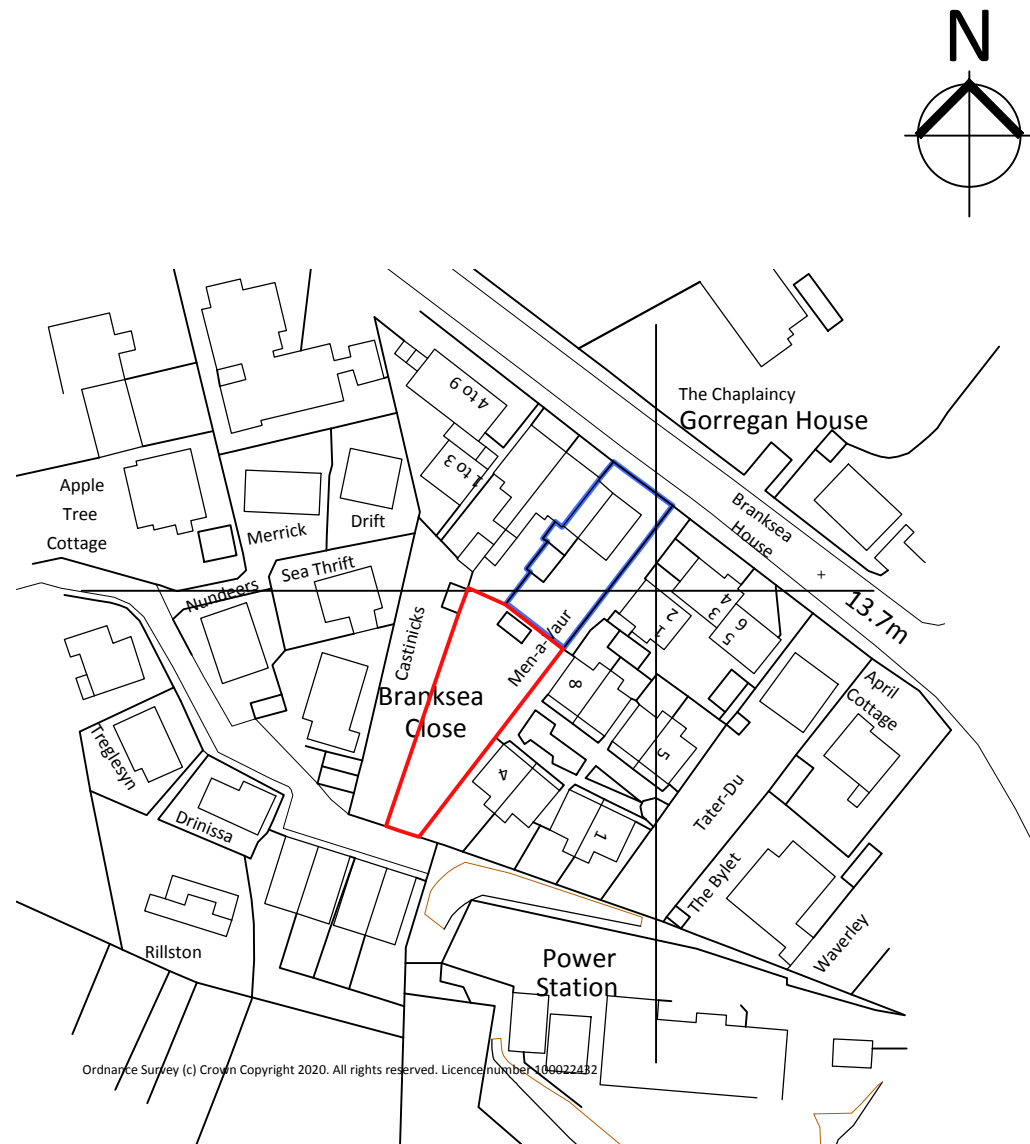 N
The Chaplaincy
Gorregan House
4 to 9
1 to 3
Apple
Tree
Cottage
Merrick
Drift
Branksea
House
Sea Thrift
Nundeers
13.7m
1 2
3 4
5 6
Castinicks
Men-a-Vaur
Branksea
Close
8
5
4
1
April
Cottage
Treglesyn
Drinissa
Tater-Du
The Bylet
Waverley
Rillston
Power
Station
Ordnance Survey (c) Crown Copyright 2020. All rights reserved. Licence number 100022432